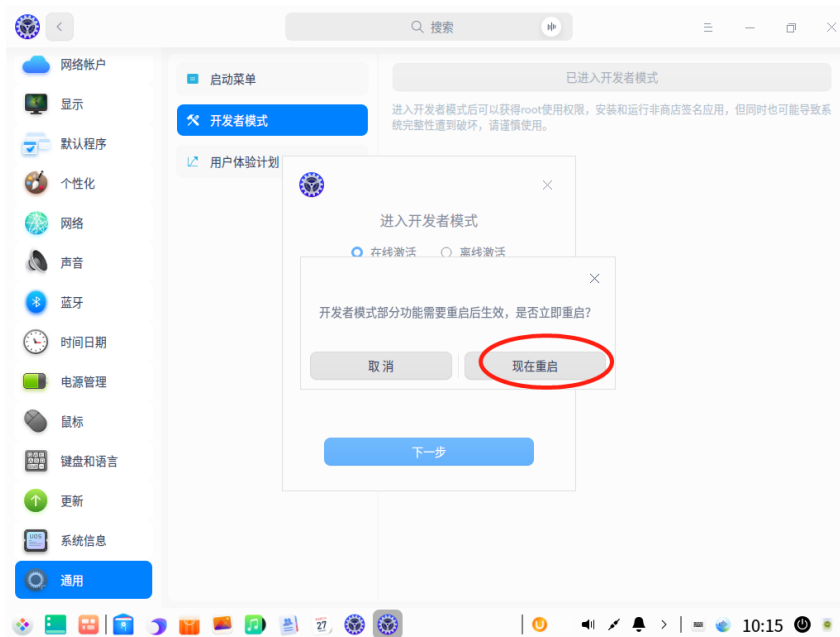 搜索
网络帐户
显示
默认程序
个性化
网络
声音
蓝牙
时间日期
电源管理
鼠标
键盘和语言
更新
UOS
系统信息
通用
启动菜单
开发者模式
用户体验计划
已进入开发者模式
进入开发者模式后可以获得root使用权限，安装和运行非商店签名应用，但同时也可能导致系
统完整性遭到破坏，请谨慎使用。
进入开发者模式
在线激活 离线激活
开发者模式部分功能需要重启后生效，是否立即重启?
取 消 现在重启
下一步
27
10:15